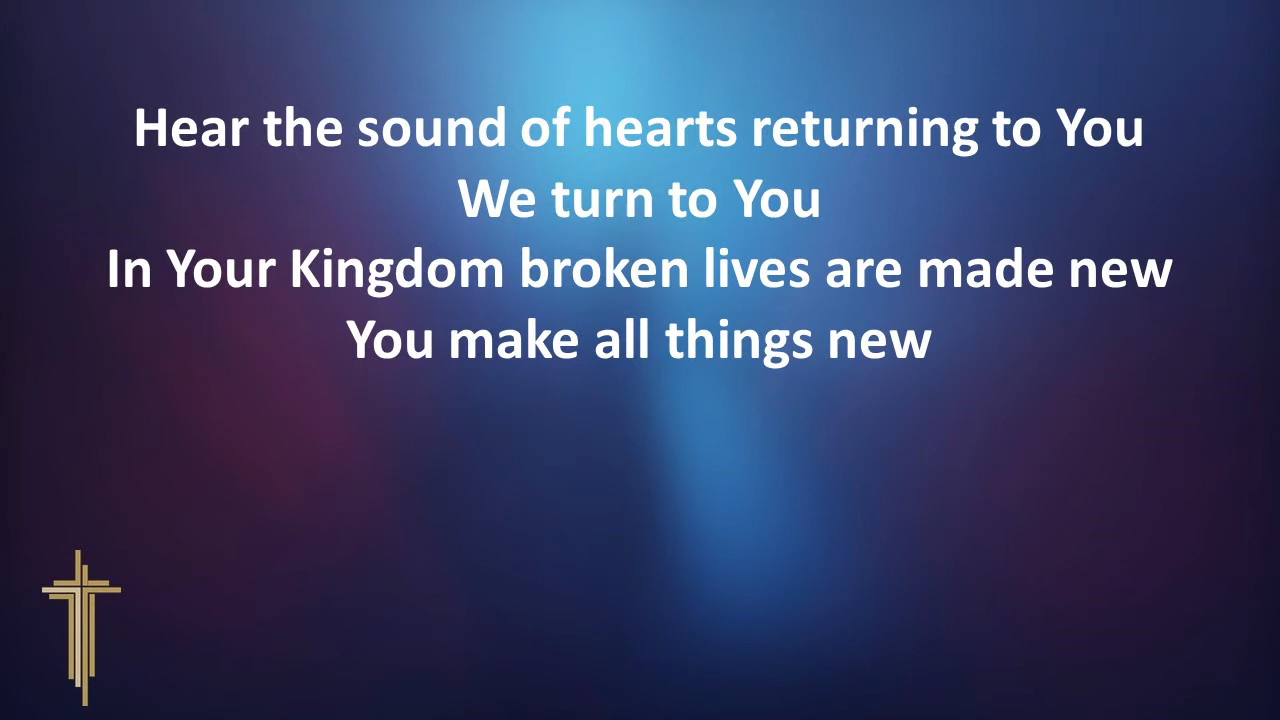 Hear the sound of hearts returning to You
We turn to You
In Your Kingdom broken lives are made new
You make all things new